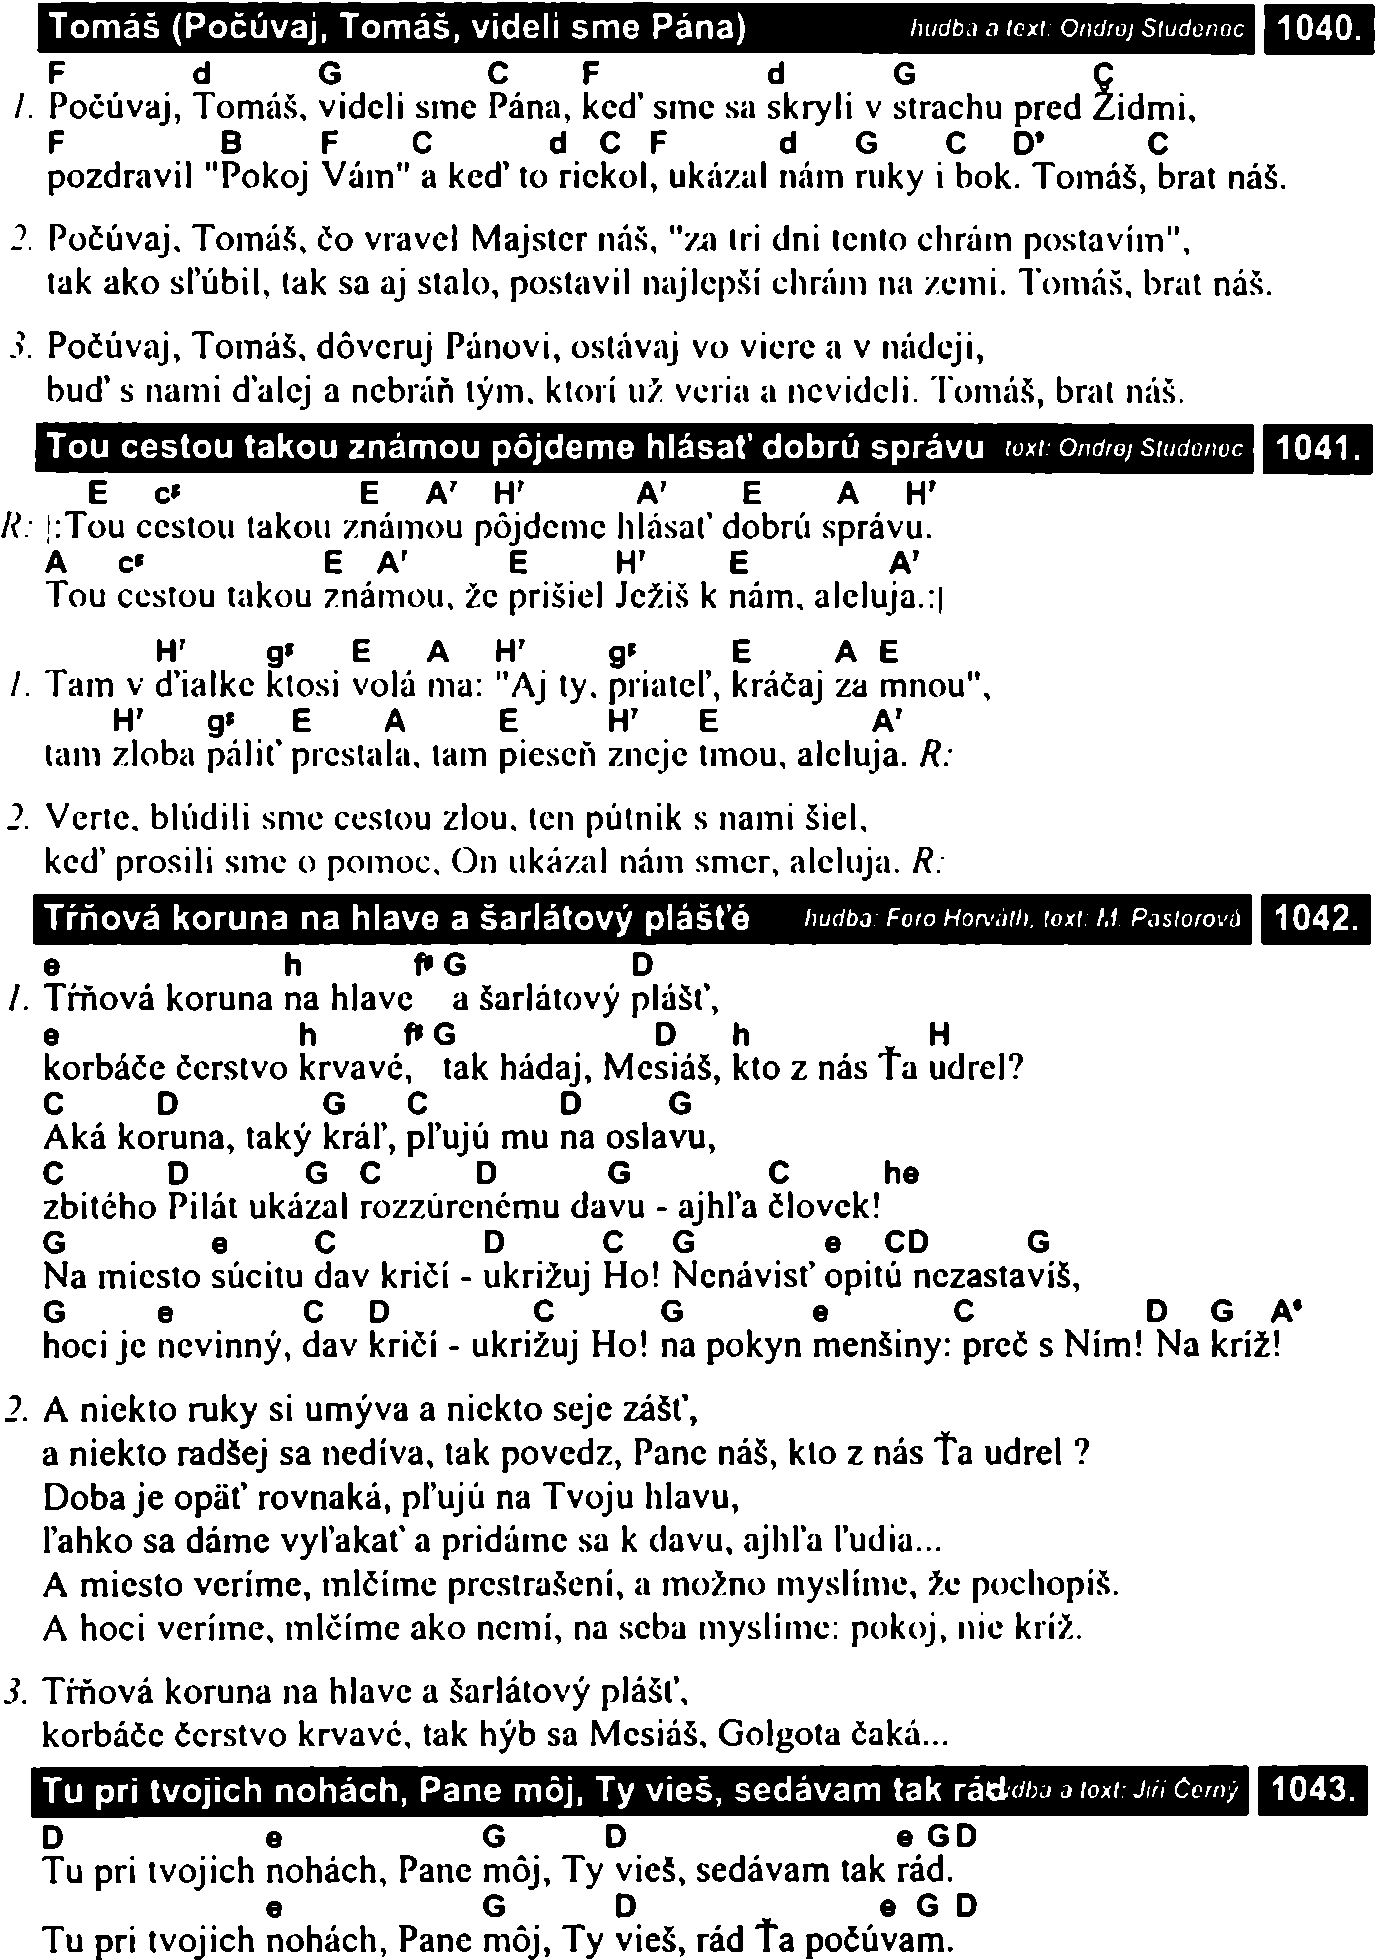 Tomáš (Počúvaj, Tomáš, videli sme Pána) hudba a text: Ondrej Studenec 1040.
F d G C F d G C
1. Počúvaj, Tomáš, videli sme Pána, keď sme sa skryli v strachu pred Židmi,
F B F C d C F d G C D⁹ C
pozdravil "Pokoj Vám" a keď to riekol, ukázal nám ruky i bok. Tomáš, brat náš.
2. Počúvaj, Tomáš, čo vravel Majster náš, "za tri dni tento chrám postavím",
tak ako sľúbil, tak sa aj stalo, postavil najlepší chrám na zemi. Tomáš, brat náš.
3. Počúvaj, Tomáš, dôveruj Pánovi, ostávaj vo viere a v nádeji,
buď s nami ďalej a nebráň tým, ktorí už veria a nevideli. Tomáš, brat náš.
Tou cestou takou známou pôjdeme hlásať dobrú správu text: Ondrej Studenec 1041.
E c# E A⁷ H⁷ A⁷ E A H⁷
R: |:Tou cestou takou známou pôjdeme hlásať dobrú správu.
A c# E A⁷ E H⁷ E A⁷
Tou cestou takou známou, že prišiel Ježiš k nám, aleluja.:|
H⁷ g# E A H⁷ g# E A E
1. Tam v ďialke ktosi volá ma: "Aj ty, priateľ, kráčaj za mnou",
H⁷ g# E A E H⁷ E A⁷
tam zloba páliť prestala, tam pieseň zneje tmou, aleluja. R:
2. Verte, blúdili sme cestou zlou, ten pútnik s nami šiel,
keď prosili sme o pomoc, On ukázal nám smer, aleluja. R:
Tŕňová koruna na hlave a šarlátový plášťé hudba: Fero Horváth, text: M. Pastorová 1042.
e h f# G D
1. Tŕňová koruna na hlave a šarlátový plášť,
e h f# G D h H
korbáče čerstvo krvavé, tak hádaj, Mesiáš, kto z nás Ťa udrel?
C D G C D G
Aká koruna, taký kráľ, pľujú mu na oslavu,
C D G C D G C he
zbitého Pilát ukázal rozzúrenému davu - ajhľa človek!
G e C D C G e CD G
Na miesto súcitu dav kričí - ukrižuj Ho! Nenávisť opitú nezastavíš,
G e C D C G e C D G A⁴
hoci je nevinný, dav kričí - ukrižuj Ho! na pokyn menšiny: preč s Ním! Na kríž!
2. A niekto ruky si umýva a niekto seje zášť,
a niekto radšej sa nedíva, tak povedz, Pane náš, kto z nás Ťa udrel ?
Doba je opäť rovnaká, pľujú na Tvoju hlavu,
ľahko sa dáme vyľakať a pridáme sa k davu, ajhľa ľudia...
A miesto veríme, mlčíme prestrašení, a možno myslíme, že pochopíš.
A hoci veríme, mlčíme ako nemí, na seba myslíme: pokoj, nie kríž.
3. Tŕňová koruna na hlave a šarlátový plášť,
korbáče čerstvo krvavé, tak hýb sa Mesiáš, Golgota čaká...
Tu pri tvojich nohách, Pane môj, Ty vieš, sedávam tak rád hudba a text: Jiří Černý 1043.
D e G D e G D
Tu pri tvojich nohách, Pane môj, Ty vieš, sedávam tak rád.
e G D e G D
Tu pri tvojich nohách, Pane môj, Ty vieš, rád Ťa počúvam.